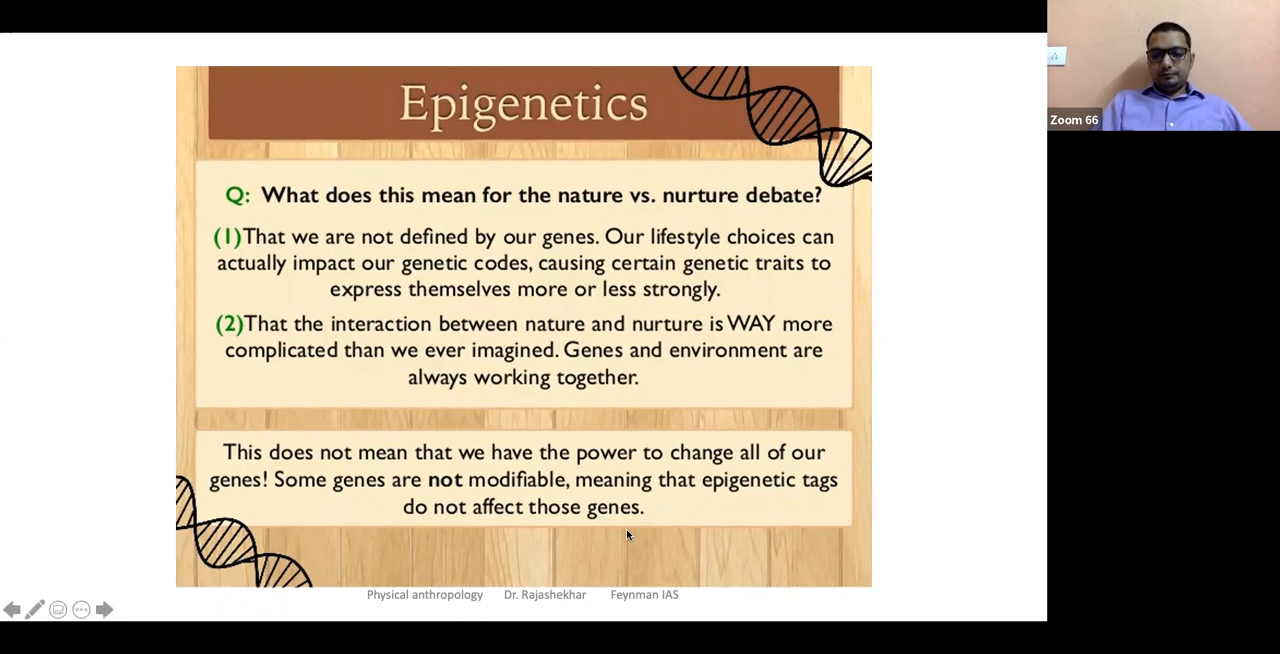 Epigenetics
Q: What does this mean for the nature vs. nurture debate?
(1)That we are not defined by our genes. Our lifestyle choices can
actually impact our genetic codes, causing certain genetic traits to
express themselves more or less strongly.
(2)That the interaction between nature and nurture is WAY more
complicated than we ever imagined. Genes and environment are
always working together.
This does not mean that we have the power to change all of our
genes! Some genes are not modifiable, meaning that epigenetic tags
do not affect those genes.
Physical anthropology Dr. Rajashekhar Feynman IAS
Zoom 66